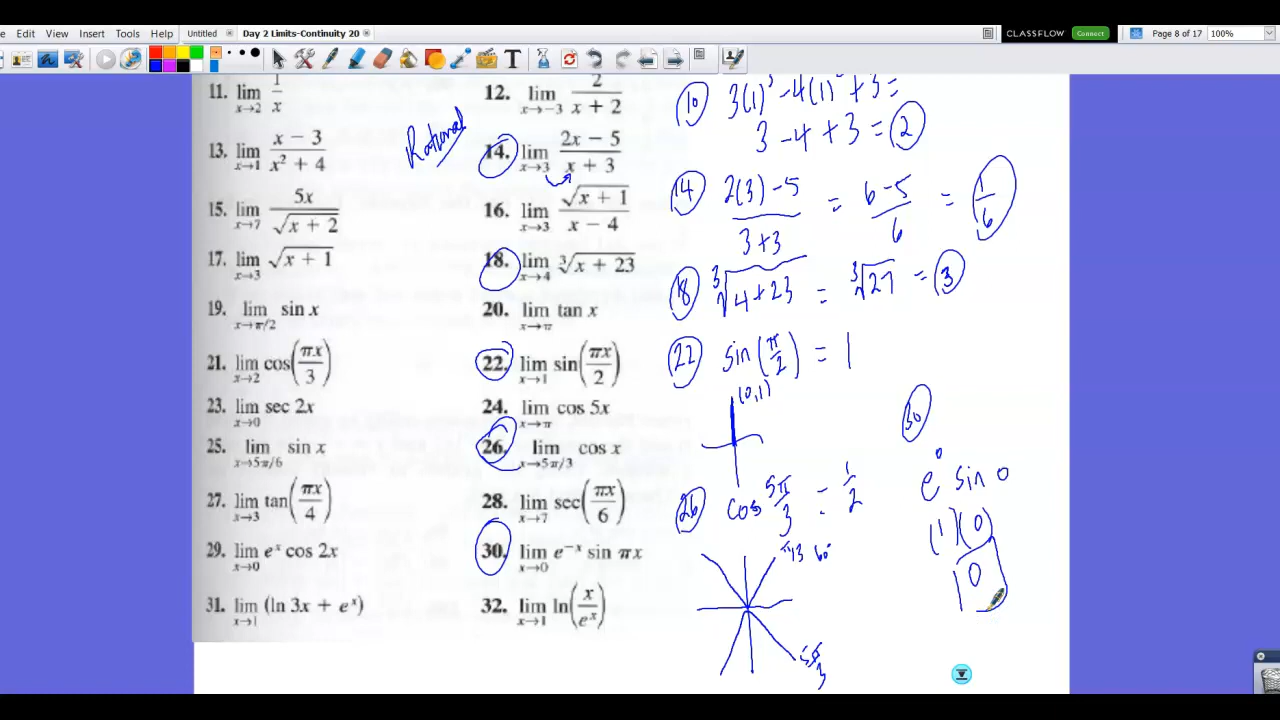 Edit View Insert Tools Help Untitled Day 2 Limits-Continuity 20
CLASSFLOW Connect Page 8 of 17 100%
11. lim x→2 1/x
12. lim x→-3 2/(x + 2)
13. lim x→1 (x − 3)/(x² + 4)
Rational
14. lim x→3 (2x − 5)/(x + 3)
15. lim x→7 5x/√(x + 2)
16. lim x→3 √(x + 1)/(x − 4)
17. lim x→3 √(x + 1)
18. lim x→4 ∛(x + 23)
19. lim x→π/2 sin x
20. lim x→π tan x
21. lim x→2 cos(πx/3)
22. lim x→1 sin(πx/2)
23. lim x→0 sec 2x
24. lim x→π cos 5x
25. lim x→5π/6 sin x
26. lim x→5π/3 cos x
27. lim x→3 tan(πx/4)
28. lim x→7 sec(πx/6)
29. lim x→0 eˣ cos 2x
30. lim x→0 e⁻ˣ sin πx
31. lim x→1 (ln 3x + eˣ)
32. lim x→1 ln(x/eˣ)
10 3(1)³ − 4(1)² + 3 =
3 − 4 + 3 = 2
14 (2(3) − 5)/(3 + 3) = (6 − 5)/6 = 1/6
18 ∛(4 + 23) = ∛27 = 3
22 sin(π/2) = 1
(0,1)
26 cos 5π/3 = 1/2
π/3 60°
5π/3
30
e⁰ sin 0
(1)(0)
0